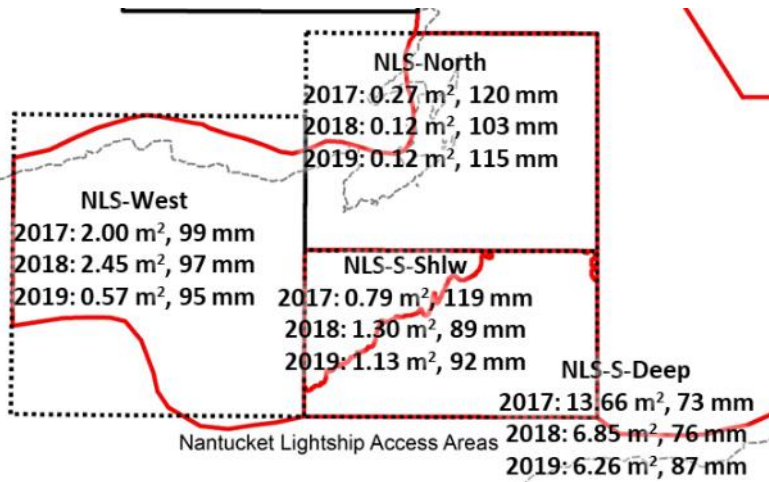 NLS-North
2017: 0.27 m², 120 mm
2018: 0.12 m², 103 mm
2019: 0.12 m², 115 mm
NLS-West
2017: 2.00 m², 99 mm
2018: 2.45 m², 97 mm
2019: 0.57 m², 95 mm
NLS-S-Shlw
2017: 0.79 m², 119 mm
2018: 1.30 m², 89 mm
2019: 1.13 m², 92 mm
NLS-S-Deep
2017: 13.66 m², 73 mm
2018: 6.85 m², 76 mm
2019: 6.26 m², 87 mm
Nantucket Lightship Access Areas